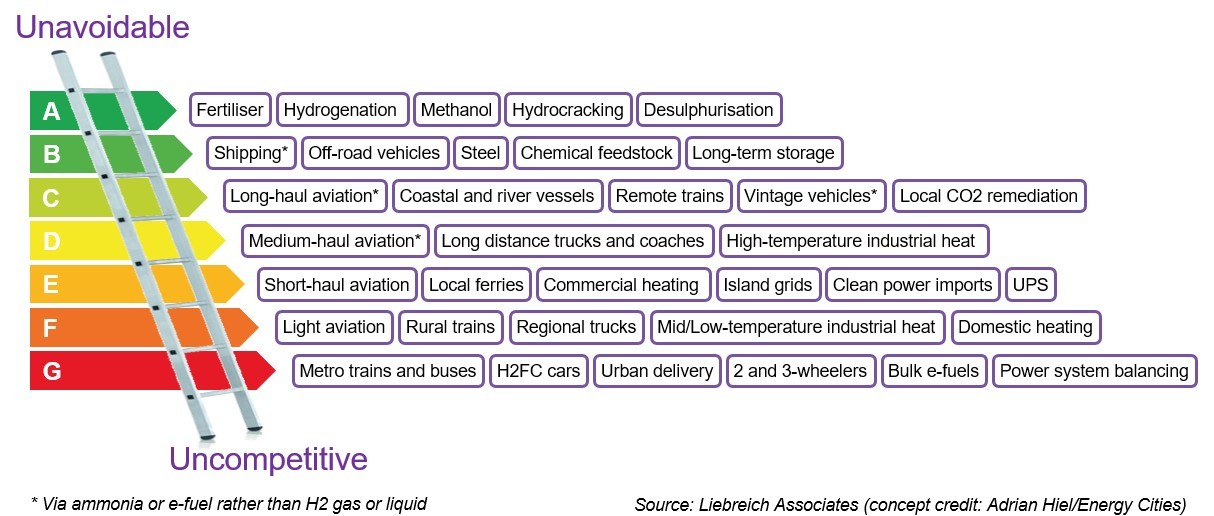 Unavoidable
A Fertiliser Hydrogenation Methanol Hydrocracking Desulphurisation
B Shipping* Off-road vehicles Steel Chemical feedstock Long-term storage
C Long-haul aviation* Coastal and river vessels Remote trains Vintage vehicles* Local CO2 remediation
D Medium-haul aviation* Long distance trucks and coaches High-temperature industrial heat
E Short-haul aviation Local ferries Commercial heating Island grids Clean power imports UPS
F Light aviation Rural trains Regional trucks Mid/Low-temperature industrial heat Domestic heating
G Metro trains and buses H2FC cars Urban delivery 2 and 3-wheelers Bulk e-fuels Power system balancing
Uncompetitive
* Via ammonia or e-fuel rather than H2 gas or liquid
Source: Liebreich Associates (concept credit: Adrian Hiel/Energy Cities)